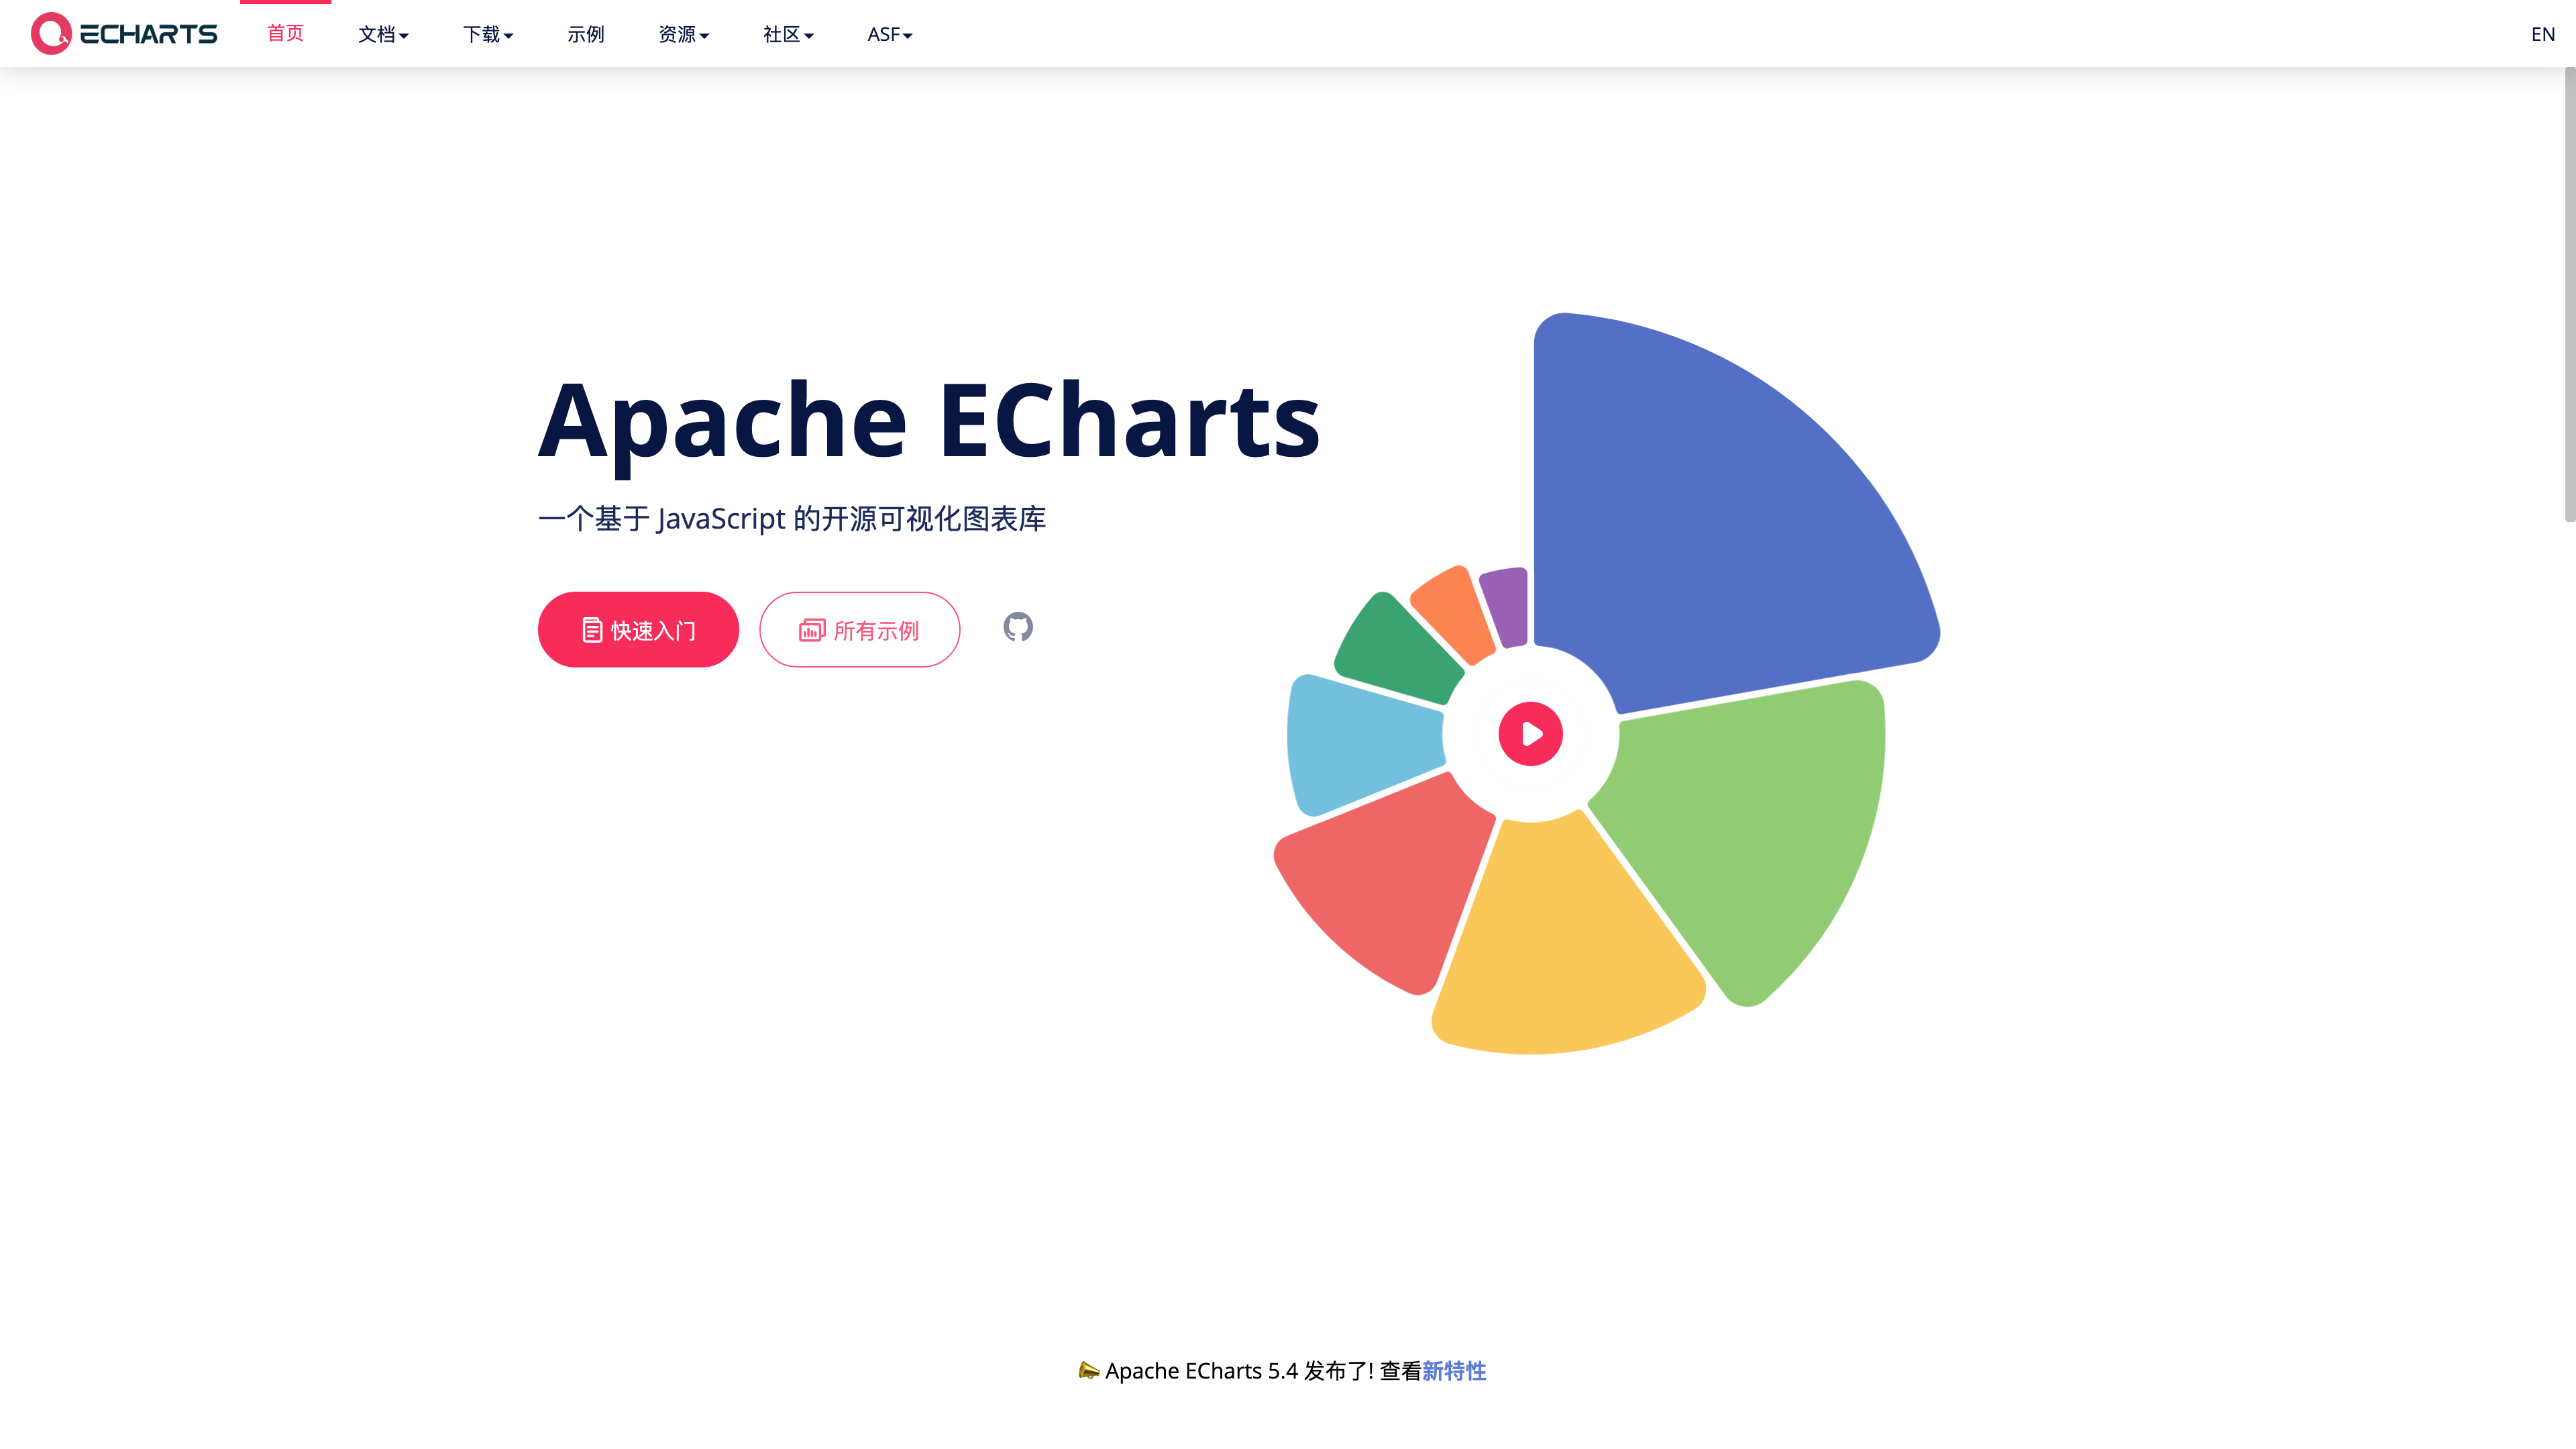 ECHARTS
首页
文档
下载
示例
资源
社区
ASF
EN
Apache ECharts
一个基于 JavaScript 的开源可视化图表库
快速入门
所有示例
Apache ECharts 5.4 发布了! 查看新特性